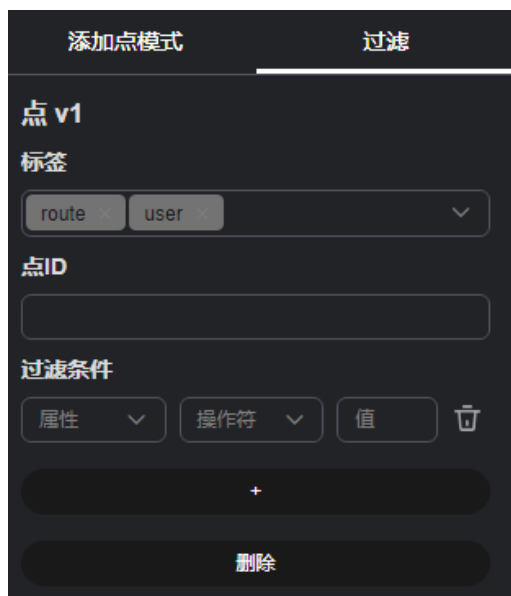 添加点模式 过滤
点 v1
标签
route × user ×
点ID
过滤条件
属性 操作符 值
+
删除